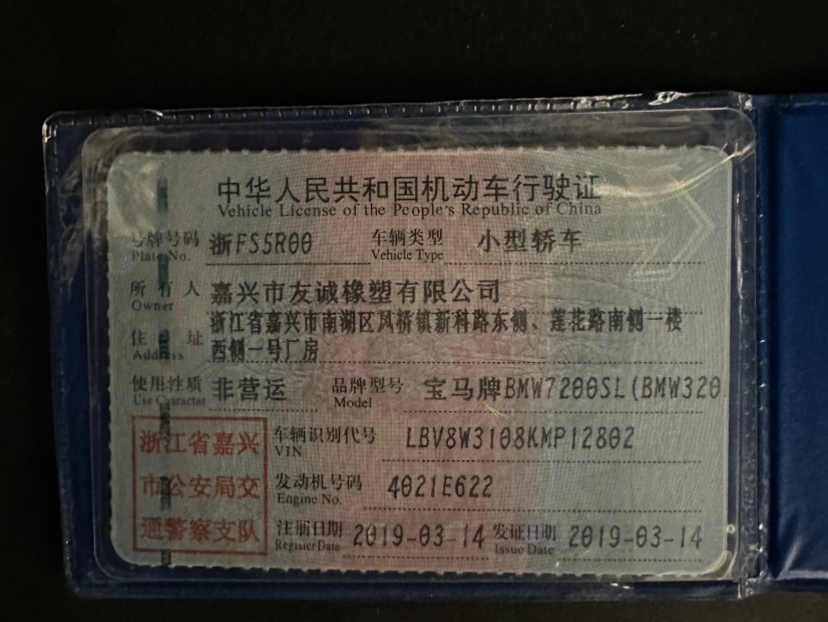 中华人民共和国机动车行驶证
Vehicle License of the People's Republic of China
号牌号码 浙FS5R00 车辆类型 小型轿车
Plate No. Vehicle Type
所有人 嘉兴市友诚橡塑有限公司
Owner
浙江省嘉兴市南湖区凤桥镇新科路东侧、莲花路南侧一楼
住址 西侧一号厂房
Address
使用性质 非营运 品牌型号 宝马牌BMW7200SL(BMW320
Use Character Model
浙江省嘉兴 车辆识别代号 LBV8W3108KMP12802
VIN
市公安局交 发动机号码 4021E622
Engine No.
通警察支队 注册日期 2019-03-14 发证日期 2019-03-14
Register Date Issue Date